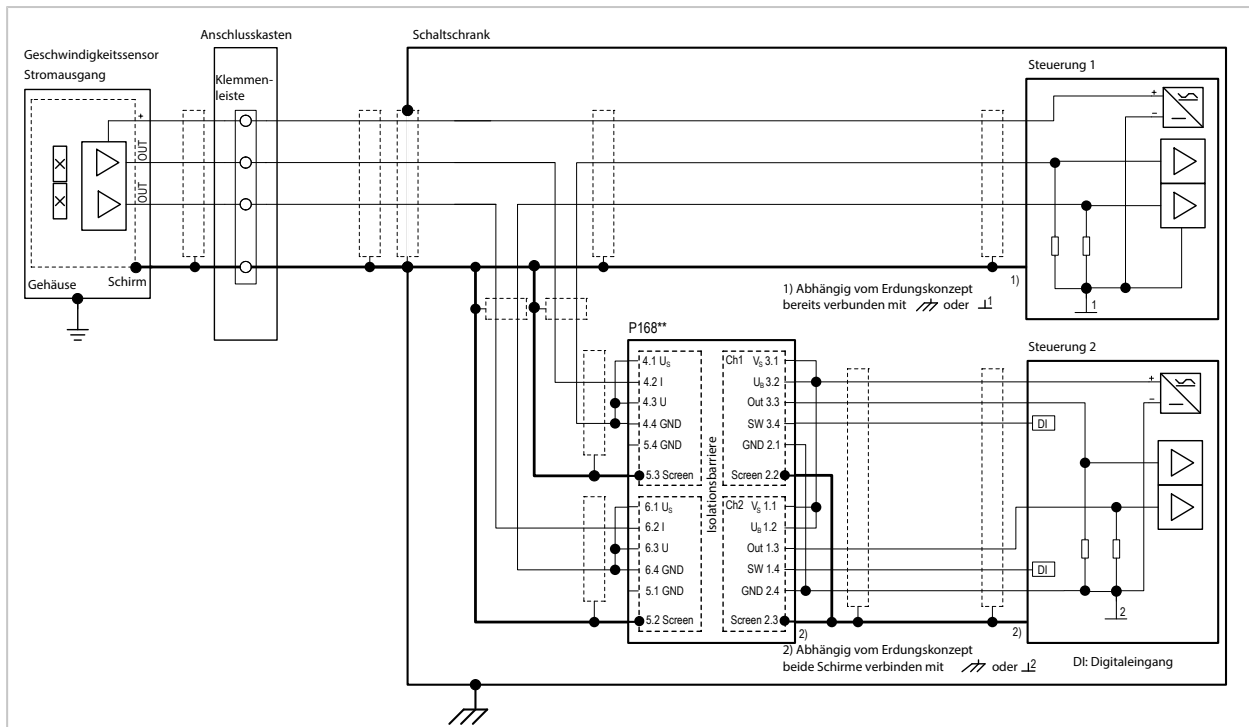 Geschwindigkeitssensor
Stromausgang
Anschlusskasten
Klemmen-
leiste
Schaltschrank
Steuerung 1
+
OUT
OUT
Gehäuse
Schirm
+
–
1
1)
1) Abhängig vom Erdungskonzept
bereits verbunden mit oder 1
P168**
Isolationsbarriere
4.1 US
4.2 I
4.3 U
4.4 GND
5.4 GND
5.3 Screen
6.1 US
6.2 I
6.3 U
6.4 GND
5.1 GND
5.2 Screen
Ch1 VS 3.1
UB 3.2
Out 3.3
SW 3.4
GND 2.1
Screen 2.2
Ch2 VS 1.1
UB 1.2
Out 1.3
SW 1.4
GND 2.4
Screen 2.3
2)
Steuerung 2
+
–
DI
DI
2
2)
2) Abhängig vom Erdungskonzept
beide Schirme verbinden mit oder 2
DI: Digitaleingang